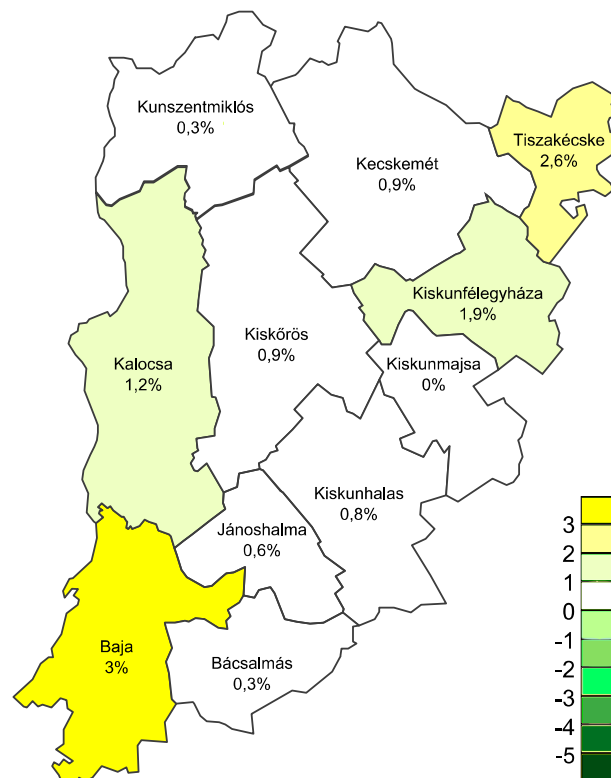 Kunszentmiklós
0,3%
Tiszakécske
2,6%
Kecskemét
0,9%
Kiskunfélegyháza
1,9%
Kiskőrös
0,9%
Kiskunmajsa
0%
Kalocsa
1,2%
Kiskunhalas
0,8%
Jánoshalma
0,6%
Baja
3%
Bácsalmás
0,3%
3
2
1
0
-1
-2
-3
-4
-5